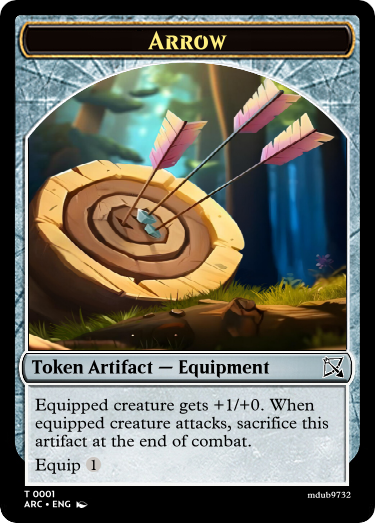 Arrow
Token Artifact — Equipment
Equipped creature gets +1/+0. When
equipped creature attacks, sacrifice this
artifact at the end of combat.
Equip 1
T 0001
ARC • ENG
mdub9732